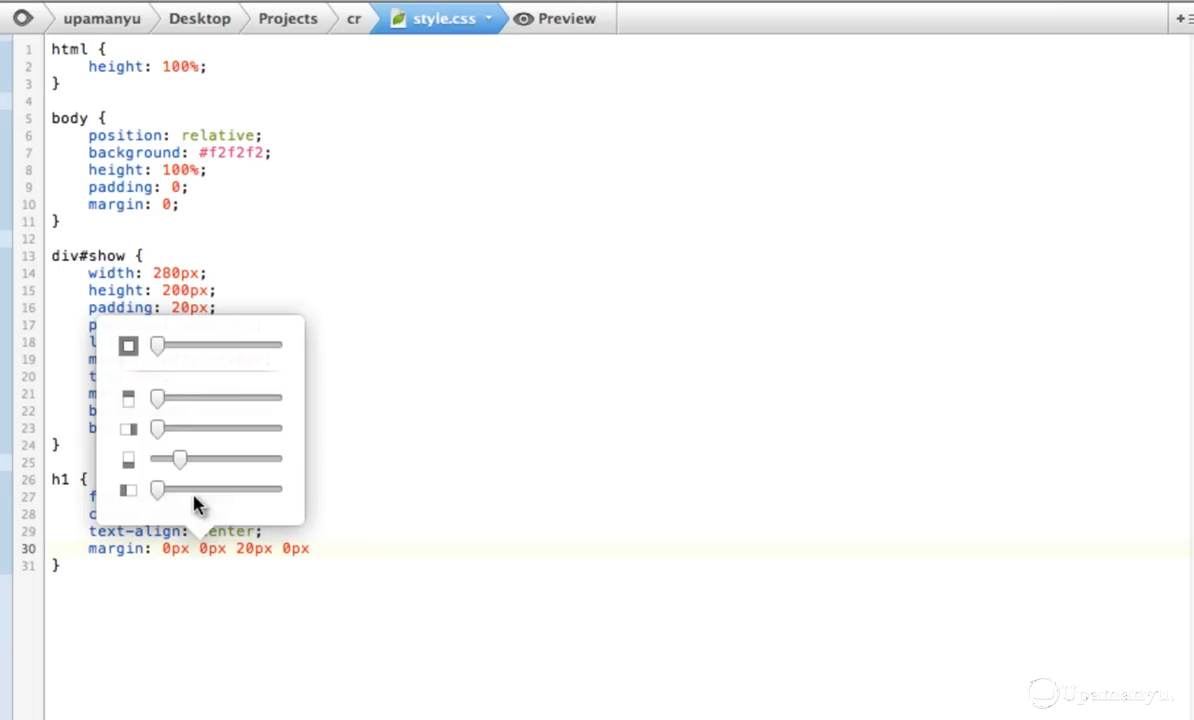 upamanyu Desktop Projects cr style.css Preview
1 html {
2 height: 100%;
3 }
4
5 body {
6 position: relative;
7 background: #f2f2f2;
8 height: 100%;
9 padding: 0;
10 margin: 0;
11 }
12
13 div#show {
14 width: 280px;
15 height: 200px;
16 padding: 20px;
17 p
18 l
19 m
20 t
21 m
22 b
23 b
24 }
25
26 h1 {
27 f
28 c
29 text-align: center;
30 margin: 0px 0px 20px 0px
31 }
Upamanyu.